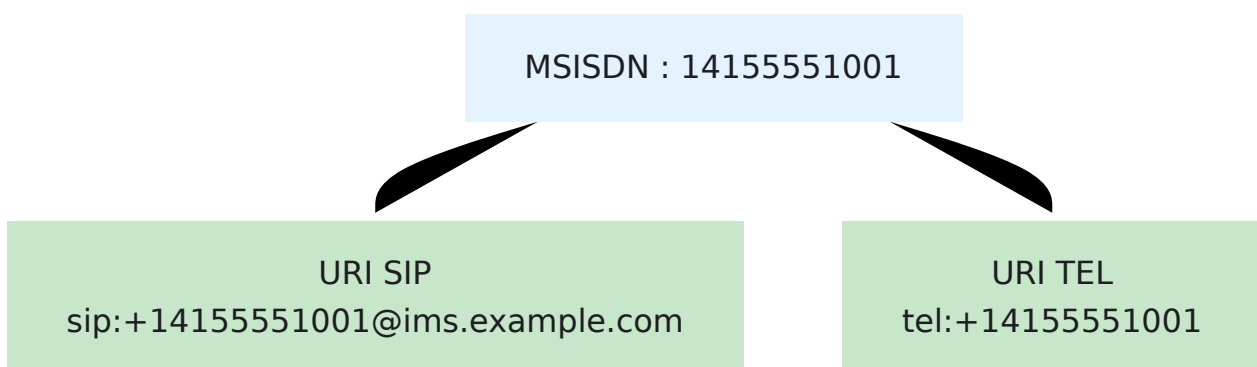 MSISDN : 14155551001
URI SIP
sip:+14155551001@ims.example.com
URI TEL
tel:+14155551001